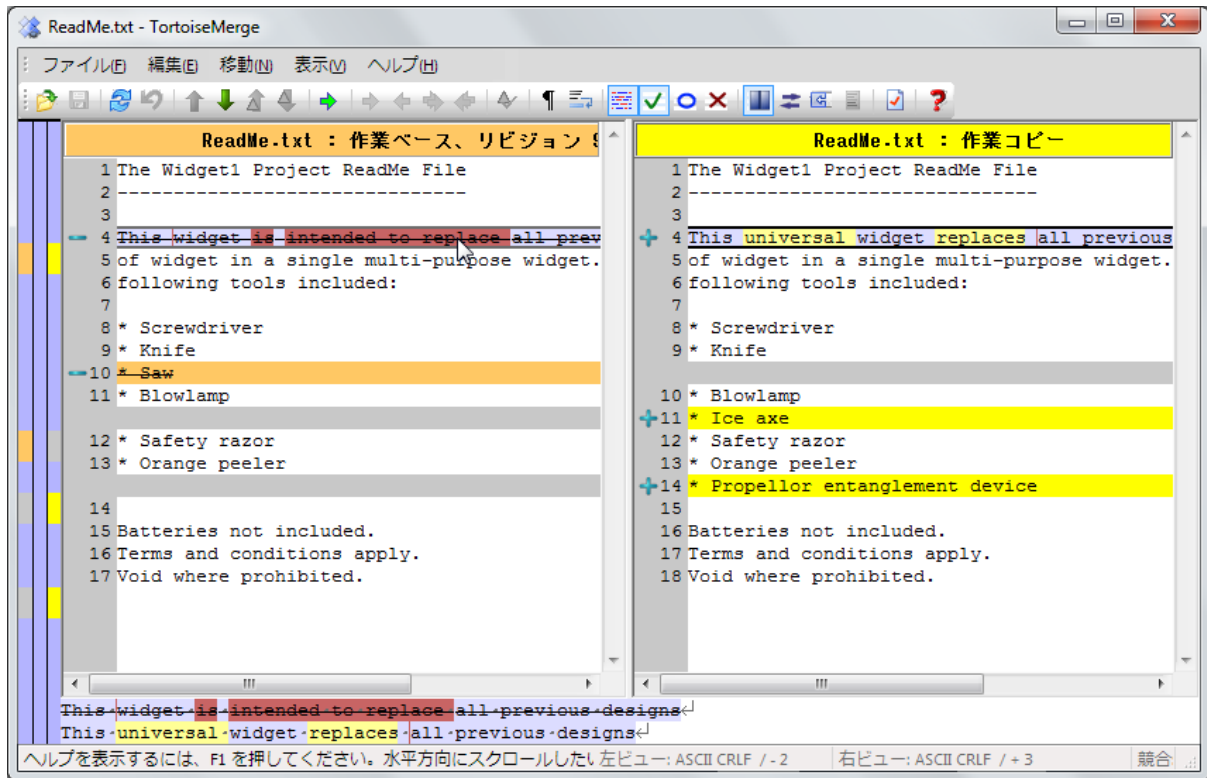 ReadMe.txt - TortoiseMerge
ファイル(F) 編集(E) 移動(N) 表示(V) ヘルプ(H)
ReadMe.txt : 作業ベース、リビジョン
1 The Widget1 Project ReadMe File
2 -------------------------------
3
4 This widget is intended to replace all prev
5 of widget in a single multi-purpose widget.
6 following tools included:
7
8 * Screwdriver
9 * Knife
10 * Saw
11 * Blowlamp
12 * Safety razor
13 * Orange peeler
14
15 Batteries not included.
16 Terms and conditions apply.
17 Void where prohibited.
ReadMe.txt : 作業コピー
1 The Widget1 Project ReadMe File
2 -------------------------------
3
4 This universal widget replaces all previous
5 of widget in a single multi-purpose widget.
6 following tools included:
7
8 * Screwdriver
9 * Knife
10 * Blowlamp
11 * Ice axe
12 * Safety razor
13 * Orange peeler
14 * Propellor entanglement device
15
16 Batteries not included.
17 Terms and conditions apply.
18 Void where prohibited.
This widget is intended to replace all previous designs
This universal widget replaces all previous designs
ヘルプを表示するには、F1 を押してください。水平方向にスクロールしたい 左ビュー: ASCII CRLF / - 2 右ビュー: ASCII CRLF / + 3 競合